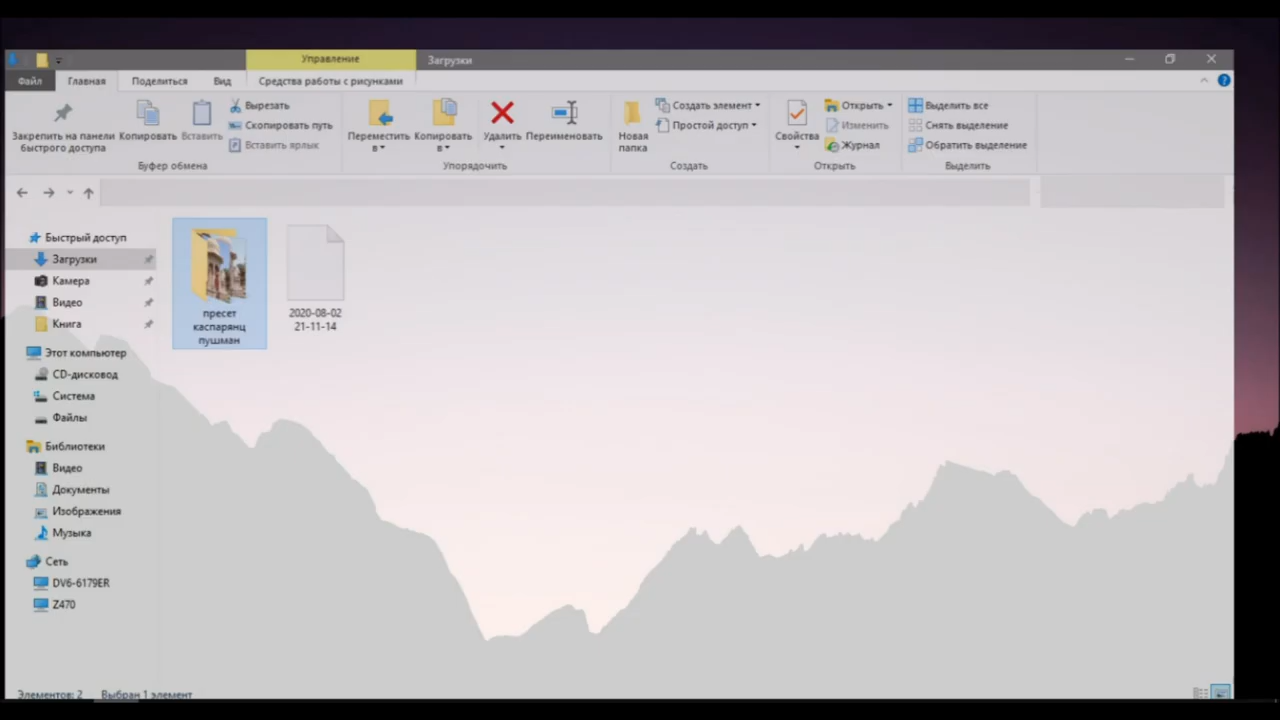 Управление
Загрузки
Файл
Главная
Поделиться
Вид
Средства работы с рисунками
Закрепить на панели
быстрого доступа
Копировать
Вставить
Вырезать
Скопировать путь
Вставить ярлык
Буфер обмена
Переместить
в
Копировать
в
Удалить
Переименовать
Упорядочить
Новая
папка
Создать элемент
Простой доступ
Создать
Свойства
Открыть
Изменить
Журнал
Открыть
Выделить все
Снять выделение
Обратить выделение
Выделить
Быстрый доступ
Загрузки
Камера
Видео
Книга
Этот компьютер
CD-дисковод
Система
Файлы
Библиотеки
Видео
Документы
Изображения
Музыка
Сеть
DV6-6179ER
Z470
пресет
каспарянц
пушман
2020-08-02
21-11-14
Элементов: 2
Выбран 1 элемент